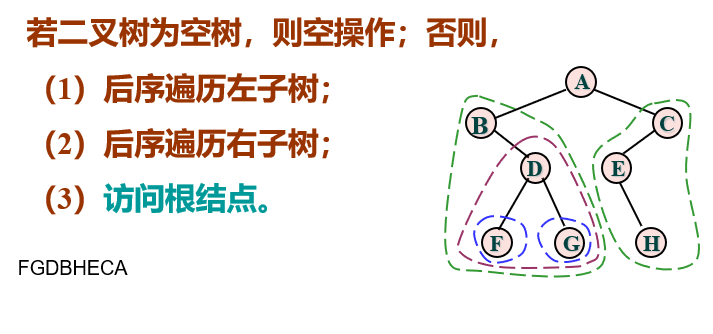 若二叉树为空树，则空操作；否则，
（1）后序遍历左子树；
（2）后序遍历右子树；
（3）访问根结点。
FGDBHECA
A
B
C
D
E
F
G
H